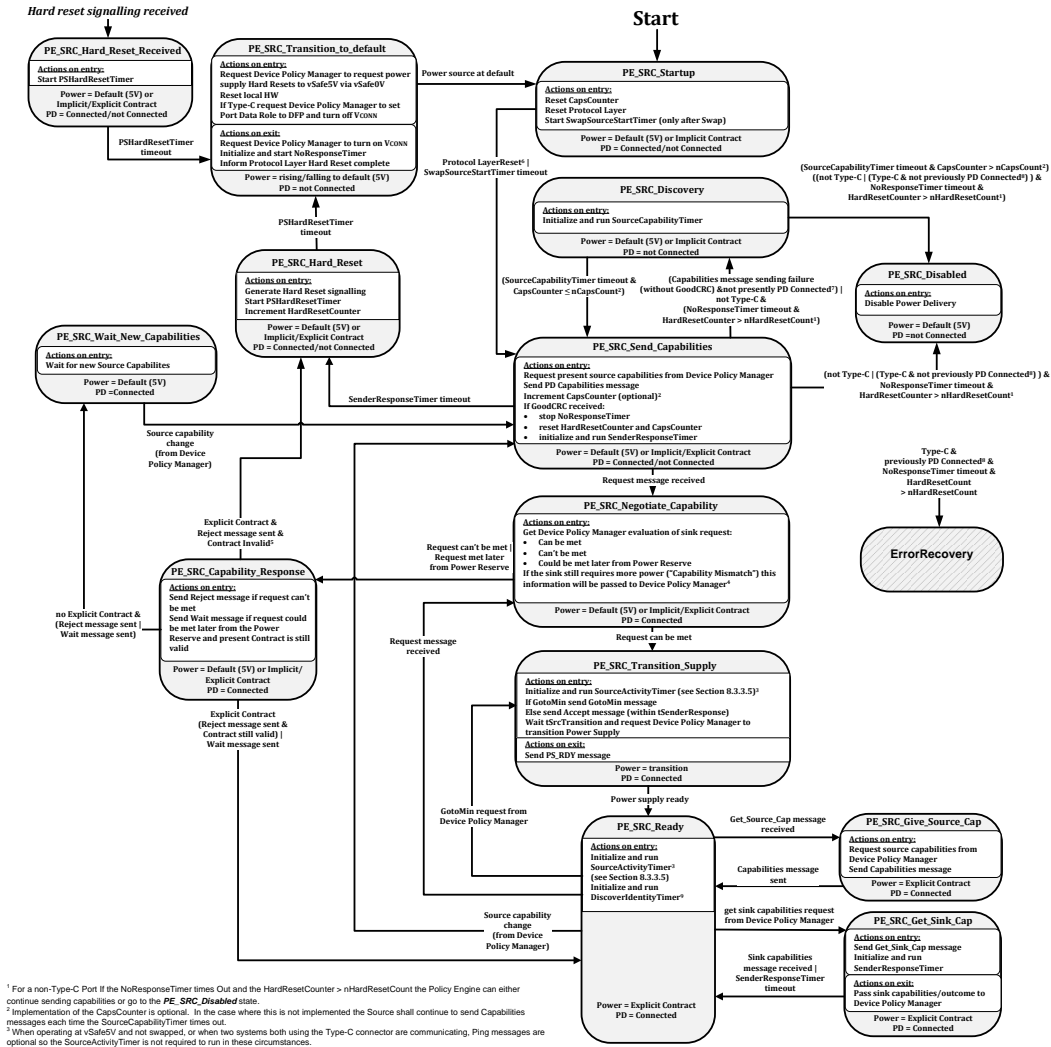 Hard reset signalling received
Start
PE_SRC_Hard_Reset_Received
Actions on entry:
Start PSHardResetTimer
Power = Default (5V) or
Implicit/Explicit Contract
PD = Connected/not Connected
PSHardResetTimer
timeout
PE_SRC_Transition_to_default
Actions on entry:
Request Device Policy Manager to request power
supply Hard Resets to vSafe5V via vSafe0V
Reset local HW
If Type-C request Device Policy Manager to set
Port Data Role to DFP and turn off VCONN
Actions on exit:
Request Device Policy Manager to turn on VCONN
Initialize and start NoResponseTimer
Inform Protocol Layer Hard Reset complete
Power = rising/falling to default (5V)
PD = not Connected
Power source at default
PE_SRC_Startup
Actions on entry:
Reset CapsCounter
Reset Protocol Layer
Start SwapSourceStartTimer (only after Swap)
Power = Default (5V) or Implicit Contract
PD = Connected/not Connected
Protocol LayerReset⁶ |
SwapSourceStartTimer timeout
PE_SRC_Discovery
Actions on entry:
Initialize and run SourceCapabilityTimer
Power = Default (5V) or Implicit Contract
PD = not Connected
(SourceCapabilityTimer timeout & CapsCounter > nCapsCount²)
((not Type-C | (Type-C & not previously PD Connected⁸) ) &
NoResponseTimer timeout &
HardResetCounter > nHardResetCount¹)
PSHardResetTimer
timeout
PE_SRC_Hard_Reset
Actions on entry:
Generate Hard Reset signalling
Start PSHardResetTimer
Increment HardResetCounter
Power = Default (5V) or
Implicit/Explicit Contract
PD = Connected/not Connected
(SourceCapabilityTimer timeout &
CapsCounter ≤ nCapsCount²)
(Capabilities message sending failure
(without GoodCRC) &not presently PD Connected⁷) |
not Type-C &
(NoResponseTimer timeout &
HardResetCounter > nHardResetCount¹)
PE_SRC_Disabled
Actions on entry:
Disable Power Delivery
Power = Default (5V)
PD =not Connected
PE_SRC_Wait_New_Capabilities
Actions on entry:
Wait for new Source Capabilites
Power = Default (5V)
PD =Connected
PE_SRC_Send_Capabilities
Actions on entry:
Request present source capabilities from Device Policy Manager
Send PD Capabilities message
Increment CapsCounter (optional)²
If GoodCRC received:
• stop NoResponseTimer
• reset HardResetCounter and CapsCounter
• initialize and run SenderResponseTimer
Power = Default (5V) or Implicit/Explicit Contract
PD = Connected/not Connected
SenderResponseTimer timeout
(not Type-C | (Type-C & not previously PD Connected⁸) ) &
NoResponseTimer timeout &
HardResetCounter > nHardResetCount¹
Source capability
change
(from Device
Policy Manager)
Type-C &
previously PD Connected⁸ &
NoResponseTimer timeout &
HardResetCount
> nHardResetCount
ErrorRecovery
Request message received
PE_SRC_Negotiate_Capability
Actions on entry:
Get Device Policy Manager evaluation of sink request:
• Can be met
• Can't be met
• Could be met later from Power Reserve
If the sink still requires more power ("Capability Mismatch") this
information will be passed to Device Policy Manager⁴
Power = Default (5V) or Implicit/Explicit Contract
PD = Connected
Explicit Contract &
Reject message sent &
Contract Invalid⁵
Request can't be met |
Request met later
from Power Reserve
PE_SRC_Capability_Response
Actions on entry:
Send Reject message if request can't
be met
Send Wait message if request could
be met later from the Power
Reserve and present Contract is still
valid
Power = Default (5V) or Implicit/
Explicit Contract
PD = Connected
no Explicit Contract &
(Reject message sent |
Wait message sent)
Request message
received
Request can be met
PE_SRC_Transition_Supply
Actions on entry:
Initialize and run SourceActivityTimer (see Section 8.3.3.5)³
If GotoMin send GotoMin message
Else send Accept message (within tSenderResponse)
Wait tSrcTransition and request Device Policy Manager to
transition Power Supply
Actions on exit:
Send PS_RDY message
Power = transition
PD = Connected
Explicit Contract
(Reject message sent &
Contract still valid) |
Wait message sent
Power supply ready
GotoMin request from
Device Policy Manager
PE_SRC_Ready
Actions on entry:
Initialize and run
SourceActivityTimer³
(see Section 8.3.3.5)
Initialize and run
DiscoverIdentityTimer⁹
Power = Explicit Contract
PD = Connected
Get_Source_Cap message
received
Capabilities message
sent
PE_SRC_Give_Source_Cap
Actions on entry:
Request source capabilities from
Device Policy Manager
Send Capabilities message
Power = Explicit Contract
PD = Connected
Source capability
change
(from Device
Policy Manager)
get sink capabilities request
from Device Policy Manager
Sink capabilities
message received |
SenderResponseTimer
timeout
PE_SRC_Get_Sink_Cap
Actions on entry:
Send Get_Sink_Cap message
Initialize and run
SenderResponseTimer
Actions on exit:
Pass sink capabilities/outcome to
Device Policy Manager
Power = Explicit Contract
PD = Connected
¹ For a non-Type-C Port If the NoResponseTimer times Out and the HardResetCounter > nHardResetCount the Policy Engine can either
continue sending capabilities or go to the PE_SRC_Disabled state.
² Implementation of the CapsCounter is optional. In the case where this is not implemented the Source shall continue to send Capabilities
messages each time the SourceCapabilityTimer times out.
³ When operating at vSafe5V and not swapped, or when two systems both using the Type-C connector are communicating, Ping messages are
optional so the SourceActivityTimer is not required to run in these circumstances.